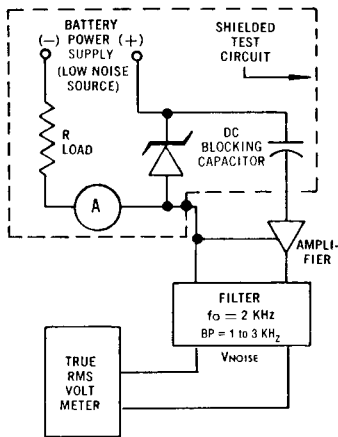 BATTERY
(-) POWER (+)
SUPPLY
(LOW NOISE
SOURCE)
SHIELDED
TEST
CIRCUIT
R
LOAD
DC
BLOCKING
CAPACITOR
A
AMPLI-
FIER
FILTER
fo = 2 KHz
BP = 1 to 3 KHz
VNOISE
TRUE
RMS
VOLT
METER